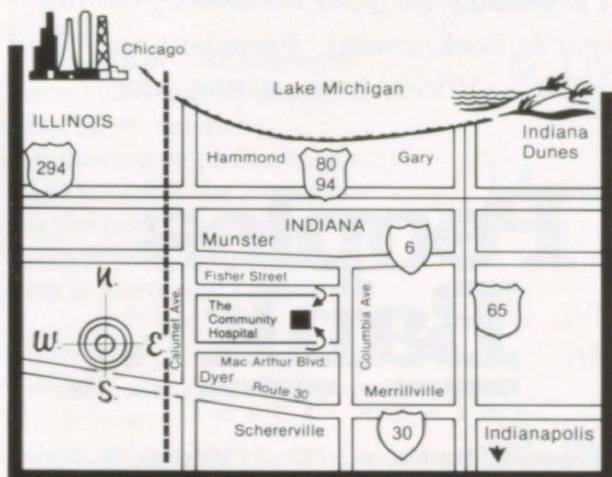 Chicago
Lake Michigan
ILLINOIS
Indiana
Dunes
294
Hammond
80
94
Gary
INDIANA
Munster
6
Fisher Street
The
Community
Hospital
Calumet Ave.
Columbia Ave.
65
N.
W.
E
S.
Mac Arthur Blvd.
Dyer
Route 30
Merrillville
Schererville
30
Indianapolis